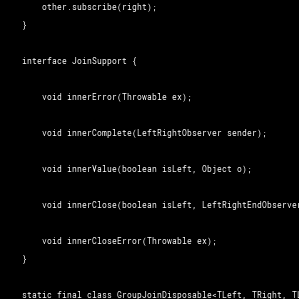 other.subscribe(right);
}
interface JoinSupport {
void innerError(Throwable ex);
void innerComplete(LeftRightObserver sender);
void innerValue(boolean isLeft, Object o);
void innerClose(boolean isLeft, LeftRightEndObserver
void innerCloseError(Throwable ex);
}
static final class GroupJoinDisposable<TLeft, TRight,